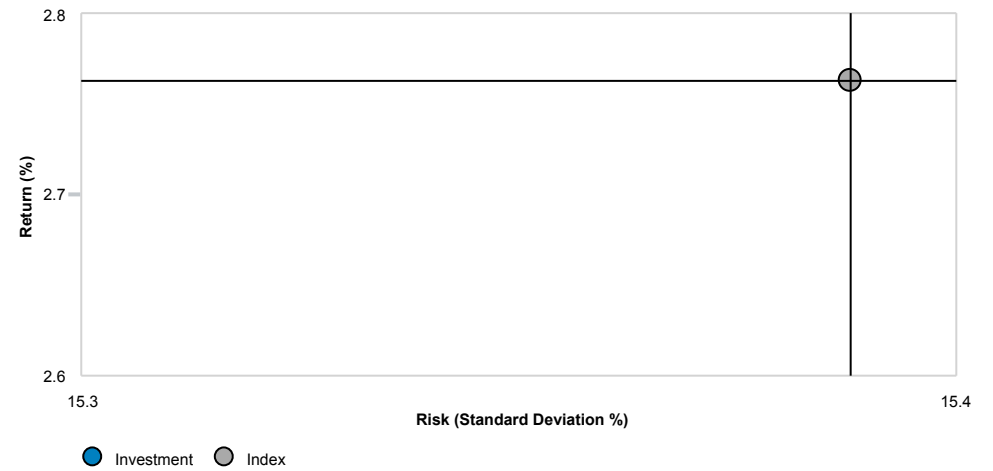 2.8
2.7
2.6
Return (%)
15.3
15.4
Risk (Standard Deviation %)
Investment Index